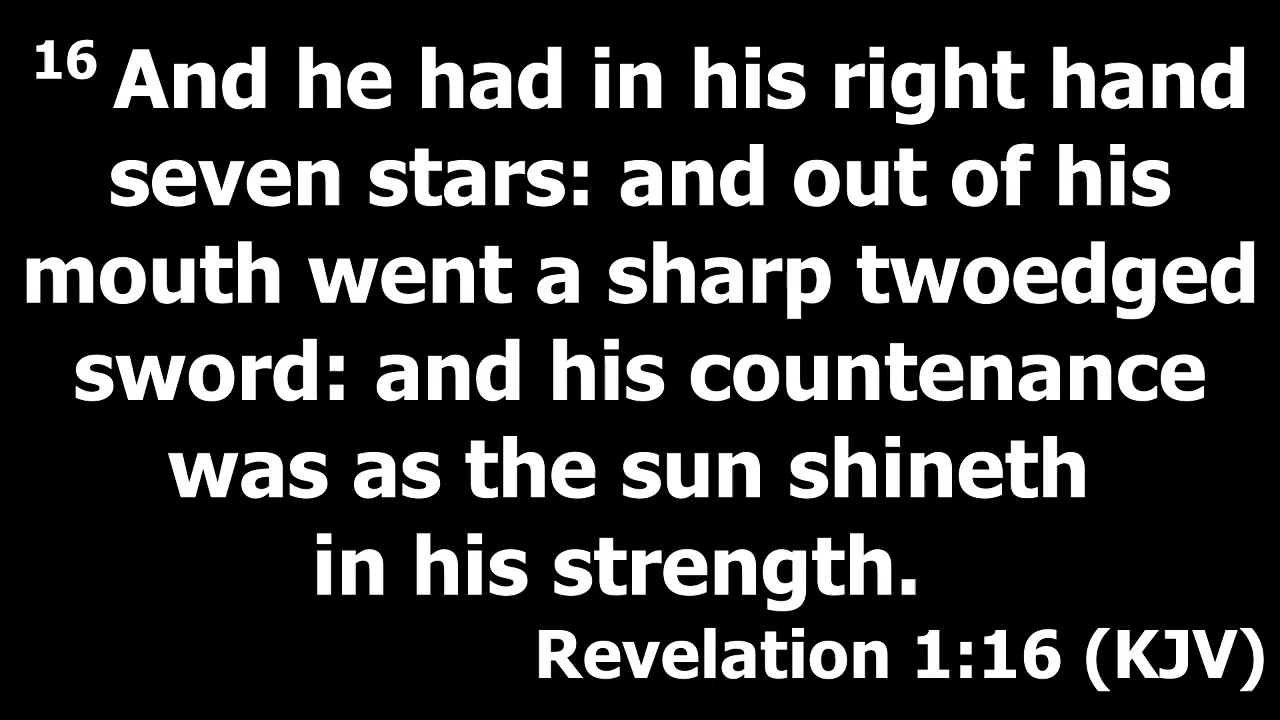 16 And he had in his right hand
seven stars: and out of his
mouth went a sharp twoedged
sword: and his countenance
was as the sun shineth
in his strength.
Revelation 1:16 (KJV)